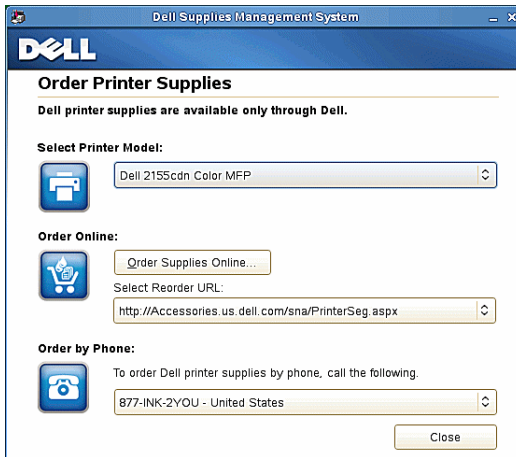 Dell Supplies Management System
DELL
Order Printer Supplies
Dell printer supplies are available only through Dell.
Select Printer Model:
Dell 2155cdn Color MFP
Order Online:
Order Supplies Online...
Select Reorder URL:
http://Accessories.us.dell.com/sna/PrinterSeg.aspx
Order by Phone:
To order Dell printer supplies by phone, call the following.
877-INK-2YOU - United States
Close